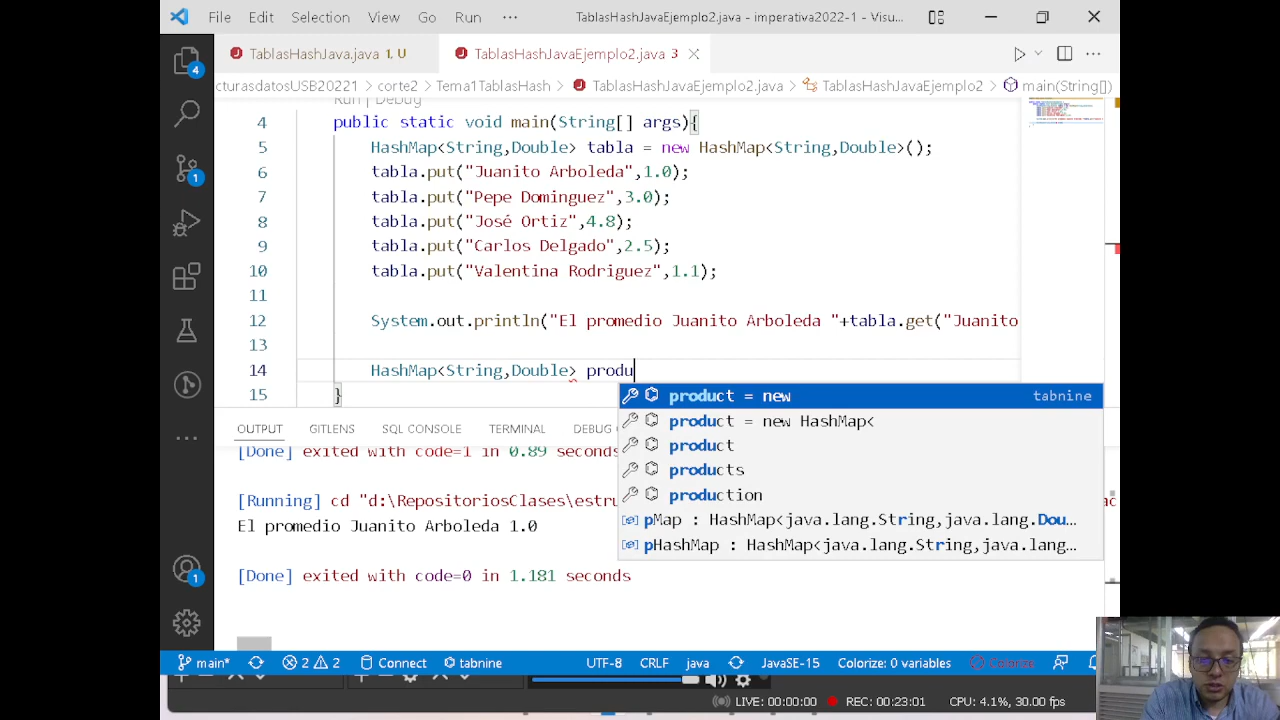 File Edit Selection View Go Run ··· TablasHashJavaEjemplo2.java - imperativa2022-1 - Visu...
TablasHashJava.java 1, U TablasHashJavaEjemplo2.java 3
cturasdatosUSB20221 › corte2 › Tema1TablasHash › TablasHashJavaEjemplo2.java › TablasHashJavaEjemplo2 › main(String[])
Run | Debug
4 public static void main(String[] args){
5 HashMap<String,Double> tabla = new HashMap<String,Double>();
6 tabla.put("Juanito Arboleda",1.0);
7 tabla.put("Pepe Dominguez",3.0);
8 tabla.put("José Ortiz",4.8);
9 tabla.put("Carlos Delgado",2.5);
10 tabla.put("Valentina Rodriguez",1.1);
11
12 System.out.println("El promedio Juanito Arboleda "+tabla.get("Juanito
13
14 HashMap<String,Double> produ
15 }
product = new tabnine
product = new HashMap<
product
products
production
pMap : HashMap<java.lang.String,java.lang.Dou...
pHashMap : HashMap<java.lang.String,java.lang...
OUTPUT GITLENS SQL CONSOLE TERMINAL DEBUG
[Done] exited with code=1 in 0.89 seconds
[Running] cd "d:\RepositoriosClases\estru
El promedio Juanito Arboleda 1.0
[Done] exited with code=0 in 1.181 seconds
4
1
1
main* 2 2 Connect tabnine UTF-8 CRLF java JavaSE-15 Colorize: 0 variables Colorize
LIVE: 00:00:00 REC: 00:23:01 CPU: 4.1%, 30.00 fps